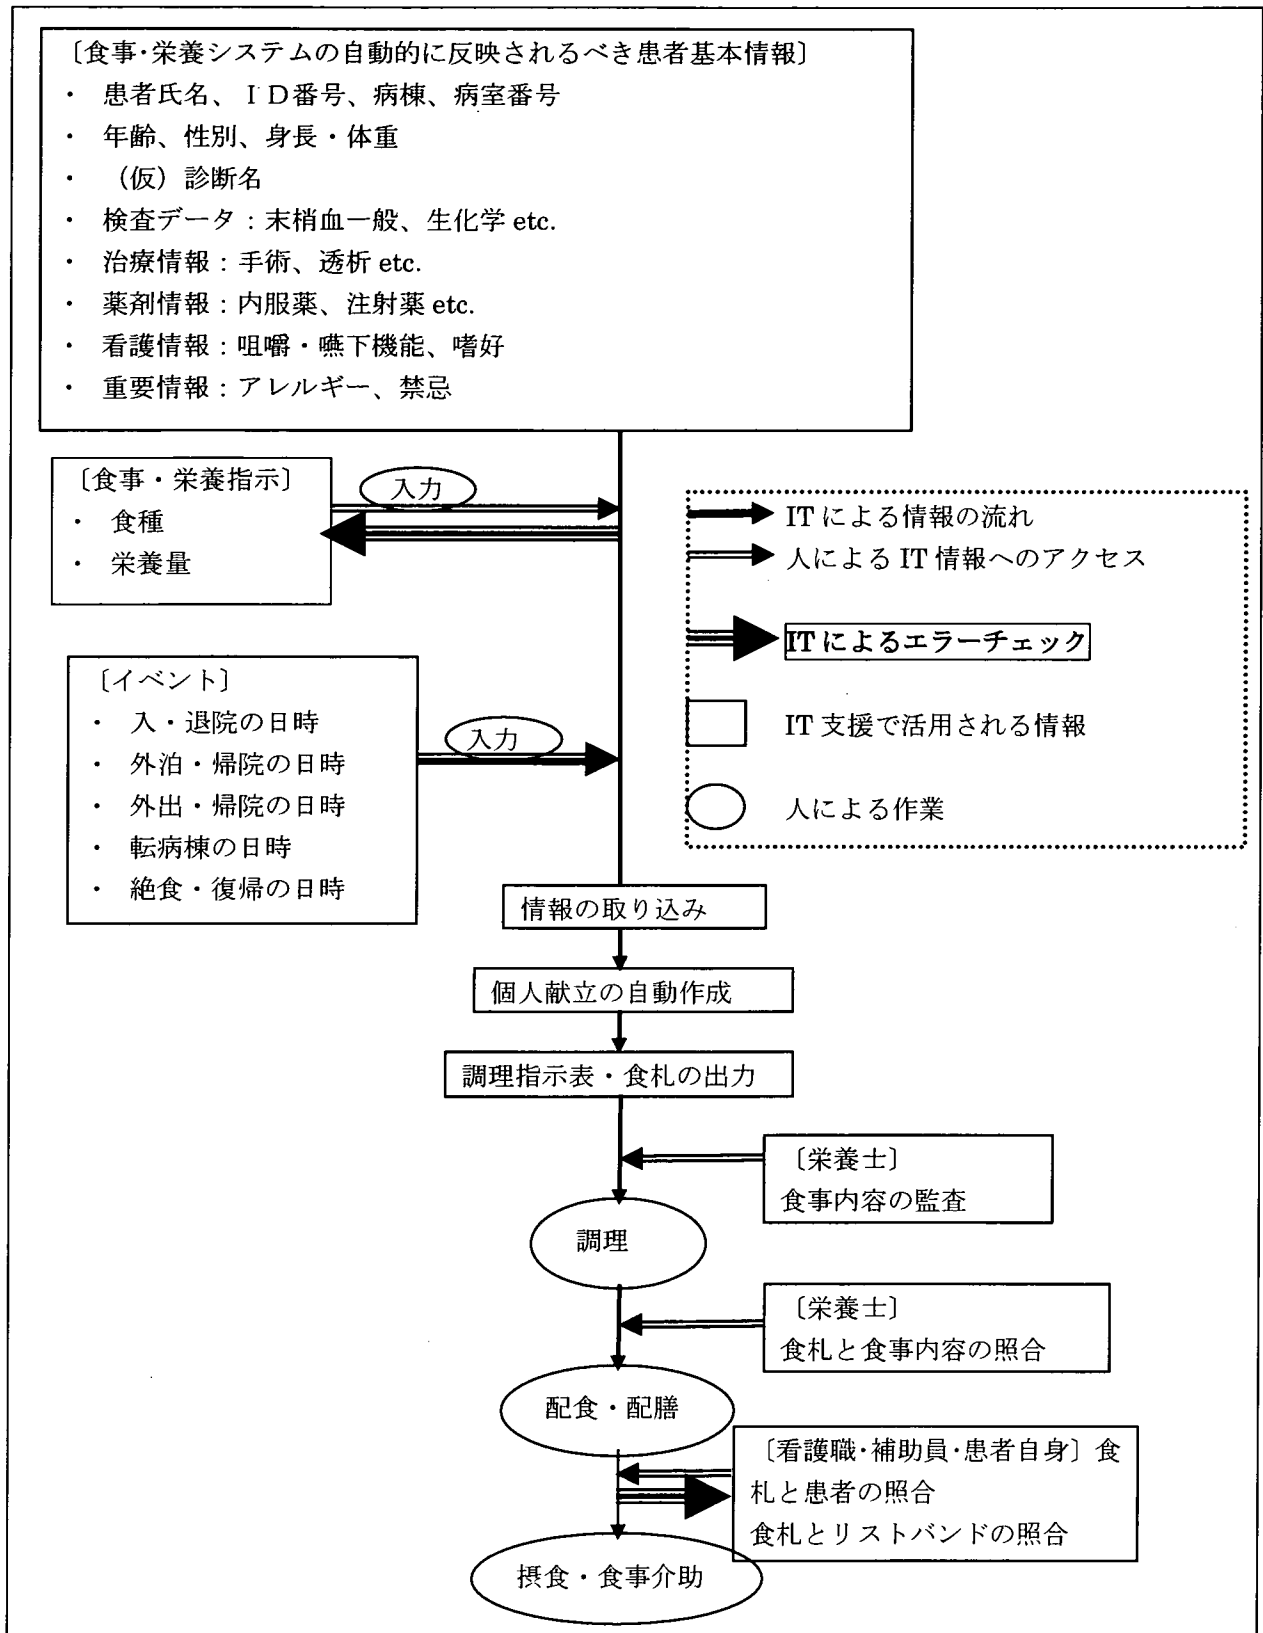 〔食事・栄養システムの自動的に反映されるべき患者基本情報〕
・ 患者氏名、ＩＤ番号、病棟、病室番号
・ 年齢、性別、身長・体重
・ （仮）診断名
・ 検査データ：末梢血一般、生化学 etc.
・ 治療情報：手術、透析 etc.
・ 薬剤情報：内服薬、注射薬 etc.
・ 看護情報：咀嚼・嚥下機能、嗜好
・ 重要情報：アレルギー、禁忌
〔食事・栄養指示〕
・ 食種
・ 栄養量
入力
IT による情報の流れ
人による IT 情報へのアクセス
IT によるエラーチェック
IT 支援で活用される情報
人による作業
〔イベント〕
・ 入・退院の日時
・ 外泊・帰院の日時
・ 外出・帰院の日時
・ 転病棟の日時
・ 絶食・復帰の日時
入力
情報の取り込み
個人献立の自動作成
調理指示表・食札の出力
〔栄養士〕
食事内容の監査
調理
〔栄養士〕
食札と食事内容の照合
配食・配膳
〔看護職・補助員・患者自身〕食
札と患者の照合
食札とリストバンドの照合
摂食・食事介助